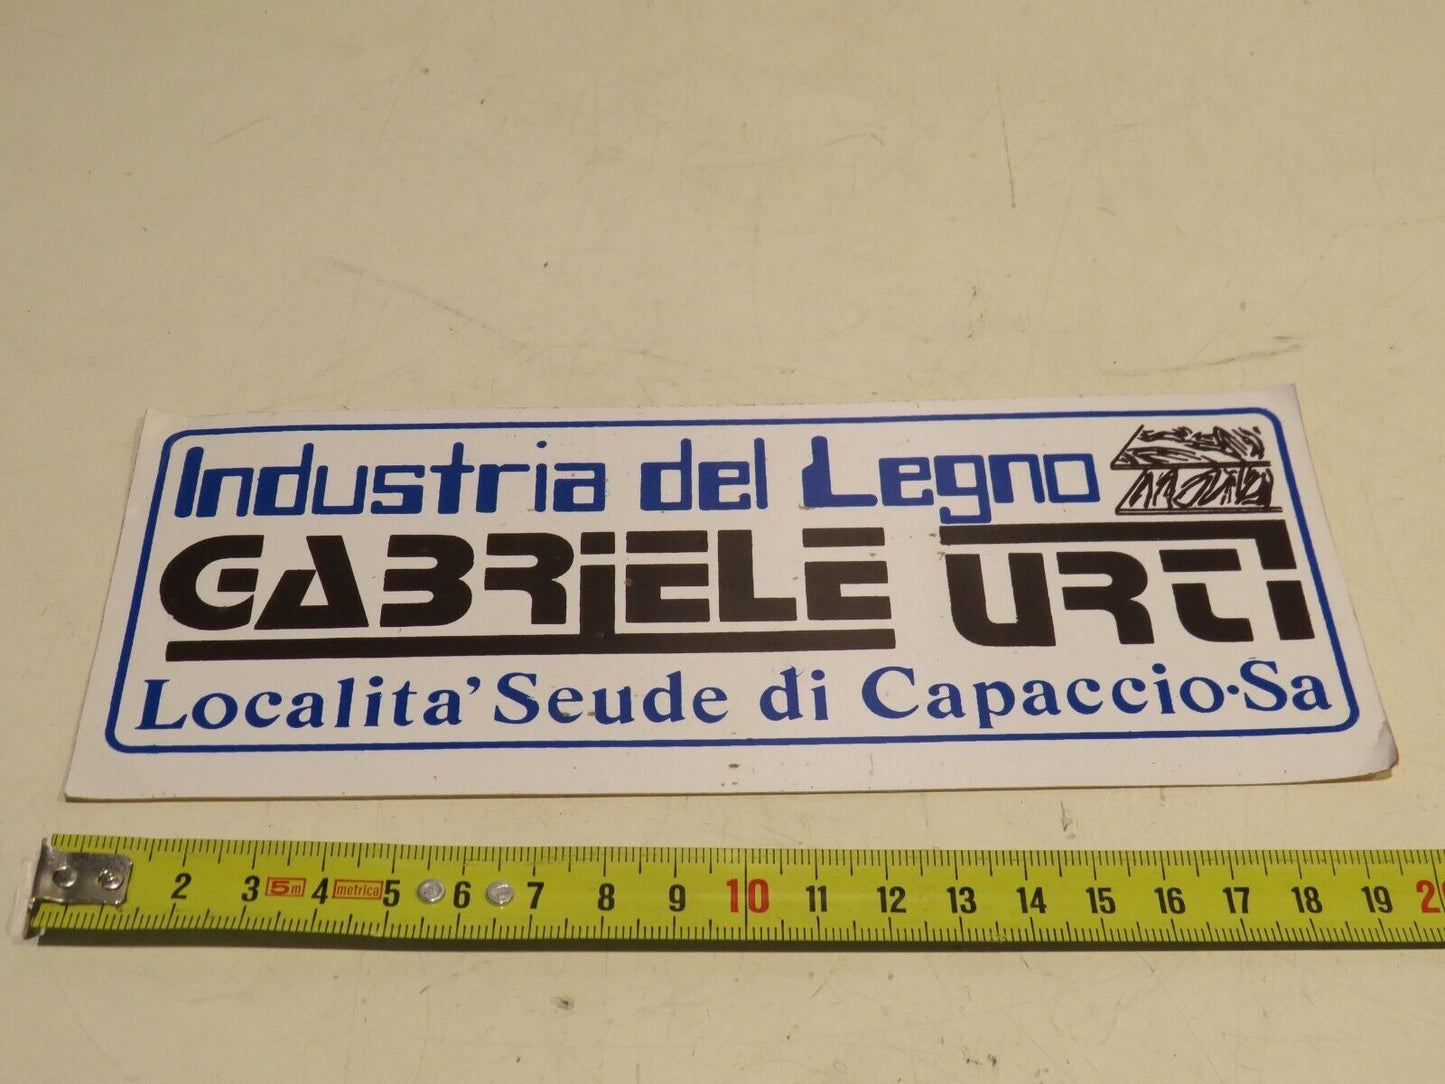 Industria del Legno
GABRIELE URTI
Localita' Seude di Capaccio·Sa
2 3 5m 4 metrica 5 6 7 8 9 10 11 12 13 14 15 16 17 18 19